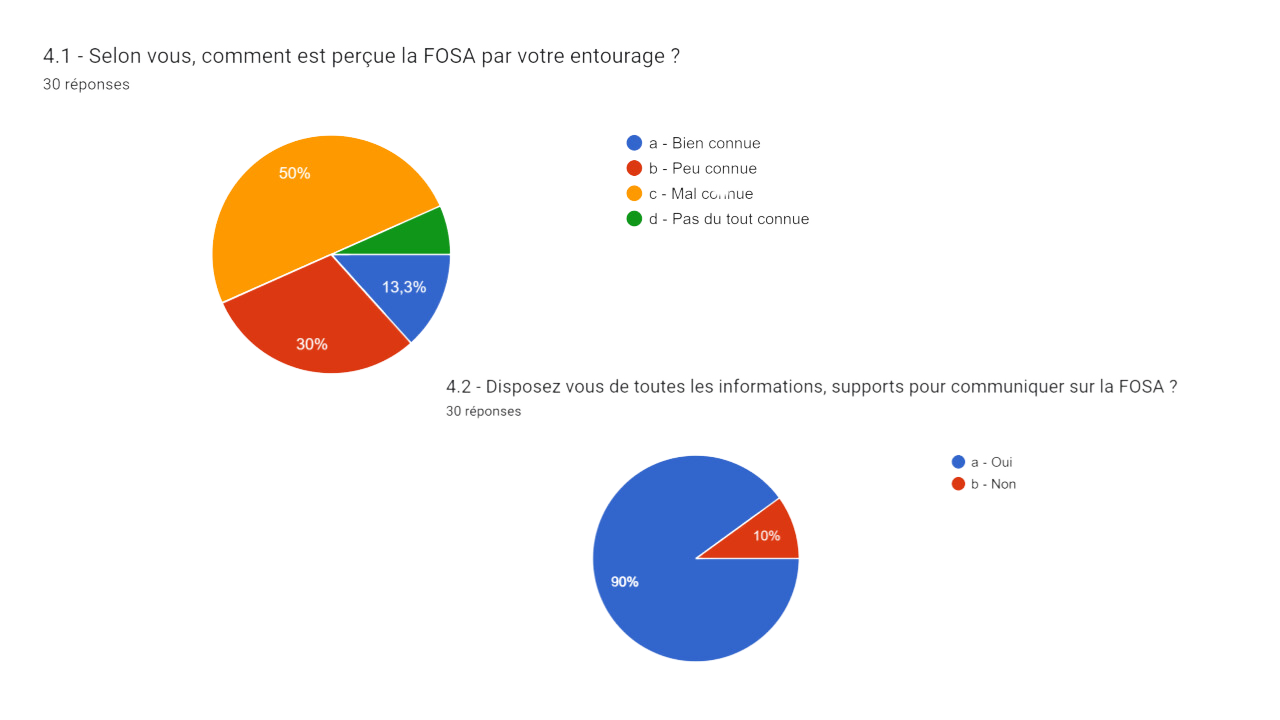 4.1 - Selon vous, comment est perçue la FOSA par votre entourage ?
30 réponses
a - Bien connue
b - Peu connue
c - Mal connue
d - Pas du tout connue
50%
13,3%
30%
4.2 - Disposez vous de toutes les informations, supports pour communiquer sur la FOSA ?
30 réponses
a - Oui
b - Non
10%
90%